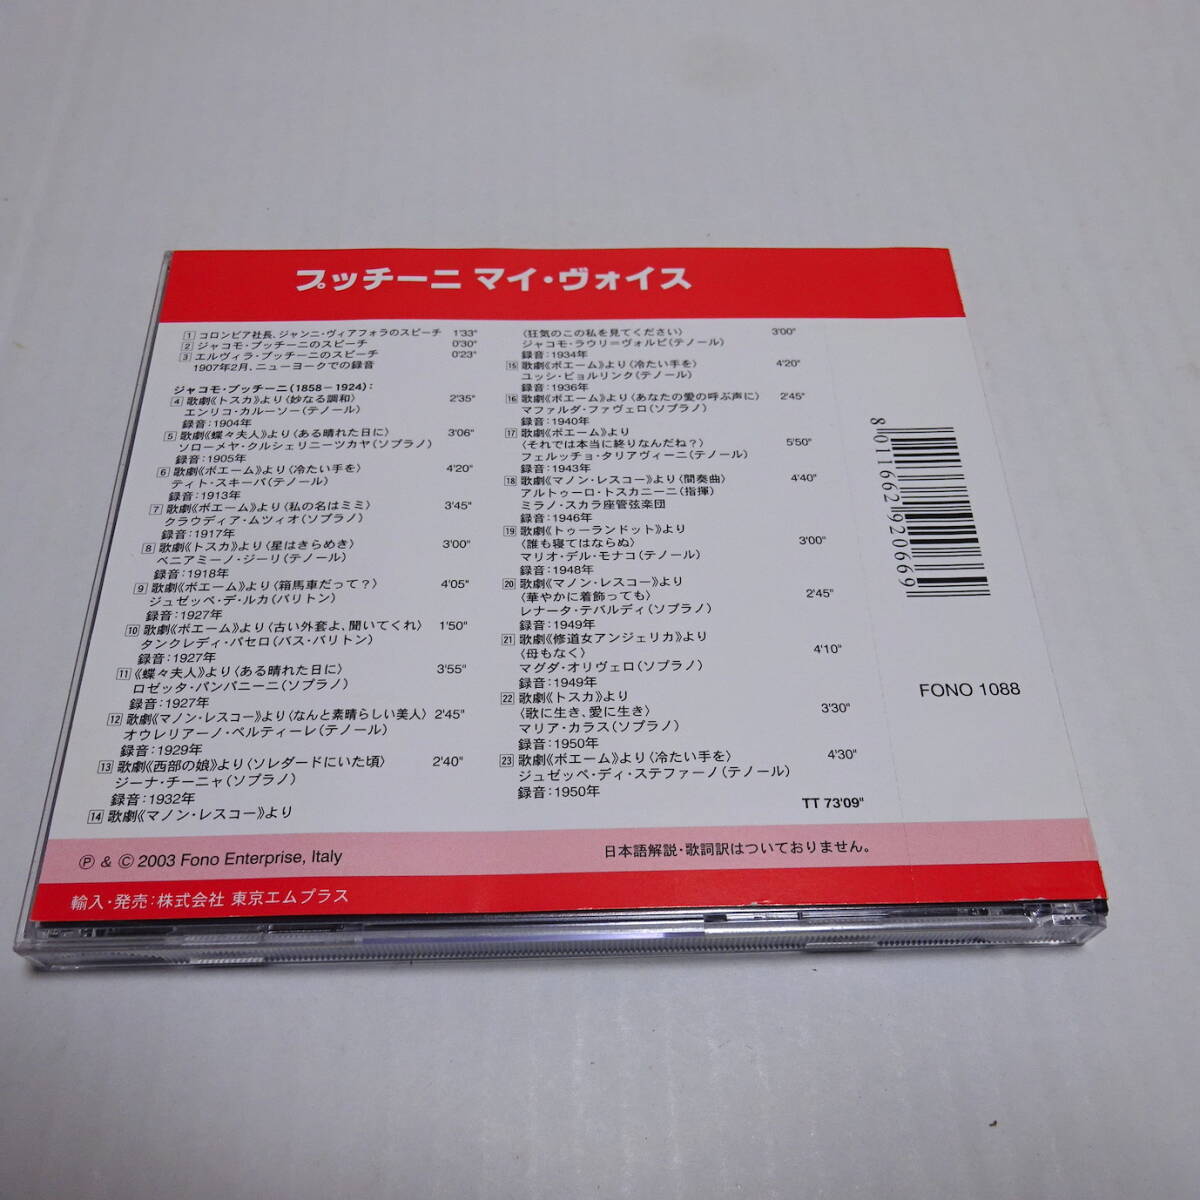 プッチーニ マイ・ヴォイス
1 コロンビア社長、ジャンニ・ヴィアフォラのスピーチ 1'33"
2 ジャコモ・プッチーニのスピーチ 0'30"
3 エルヴィラ・プッチーニのスピーチ 0'23"
1907年2月、ニューヨークでの録音
ジャコモ・プッチーニ(1858－1924):
4 歌劇《トスカ》より〈妙なる調和〉 2'35"
エンリコ・カルーソー(テノール)
録音:1904年
5 歌劇《蝶々夫人》より〈ある晴れた日に〉 3'06"
ソローメヤ・クルシェリニーツカヤ(ソプラノ)
録音:1905年
6 歌劇《ボエーム》より〈冷たい手を〉 4'20"
ティト・スキーパ(テノール)
録音:1913年
7 歌劇《ボエーム》より〈私の名はミミ〉 3'45"
クラウディア・ムツィオ(ソプラノ)
録音:1917年
8 歌劇《トスカ》より〈星はきらめき〉 3'00"
ベニアミーノ・ジーリ(テノール)
録音:1918年
9 歌劇《ボエーム》より〈箱馬車だって？〉 4'05"
ジュゼッペ・デ・ルカ(バリトン)
録音:1927年
10 歌劇《ボエーム》より〈古い外套よ、聞いてくれ〉 1'50"
タンクレディ・パセロ(バス・バリトン)
録音:1927年
11 《蝶々夫人》より〈ある晴れた日に〉 3'55"
ロゼッタ・パンパニーニ(ソプラノ)
録音:1927年
12 歌劇《マノン・レスコー》より〈なんと素晴らしい美人〉 2'45"
オウレリアーノ・ペルティーレ(テノール)
録音:1929年
13 歌劇《西部の娘》より〈ソレダードにいた頃〉 2'40"
ジーナ・チーニャ(ソプラノ)
録音:1932年
14 歌劇《マノン・レスコー》より
〈狂気のこの私を見てください〉 3'00"
ジャコモ・ラウリ＝ヴォルピ(テノール)
録音:1934年
15 歌劇《ボエーム》より〈冷たい手を〉 4'20"
ユッシ・ビョルリンク(テノール)
録音:1936年
16 歌劇《ボエーム》より〈あなたの愛の呼ぶ声に〉 2'45"
マファルダ・ファヴェロ(ソプラノ)
録音:1940年
17 歌劇《ボエーム》より
〈それでは本当に終りなんだね？〉 5'50"
フェルッチョ・タリアヴィーニ(テノール)
録音:1943年
18 歌劇《マノン・レスコー》より〈間奏曲〉 4'40"
アルトゥーロ・トスカニーニ(指揮)
ミラノ・スカラ座管弦楽団
録音:1946年
19 歌劇《トゥーランドット》より
〈誰も寝てはならぬ〉 3'00"
マリオ・デル・モナコ(テノール)
録音:1948年
20 歌劇《マノン・レスコー》より
〈華やかに着飾っても〉 2'45"
レナータ・テバルディ(ソプラノ)
録音:1949年
21 歌劇《修道女アンジェリカ》より
〈母もなく〉 4'10"
マグダ・オリヴェロ(ソプラノ)
録音:1949年
22 歌劇《トスカ》より
〈歌に生き、愛に生き〉 3'30"
マリア・カラス(ソプラノ)
録音:1950年
23 歌劇《ボエーム》より〈冷たい手を〉 4'30"
ジュゼッペ・ディ・ステファーノ(テノール)
録音:1950年
TT 73'09"
8 011662 920669
FONO 1088
Ⓟ & Ⓒ 2003 Fono Enterprise, Italy
日本語解説・歌詞訳はついておりません。
輸入・発売:株式会社 東京エムプラス